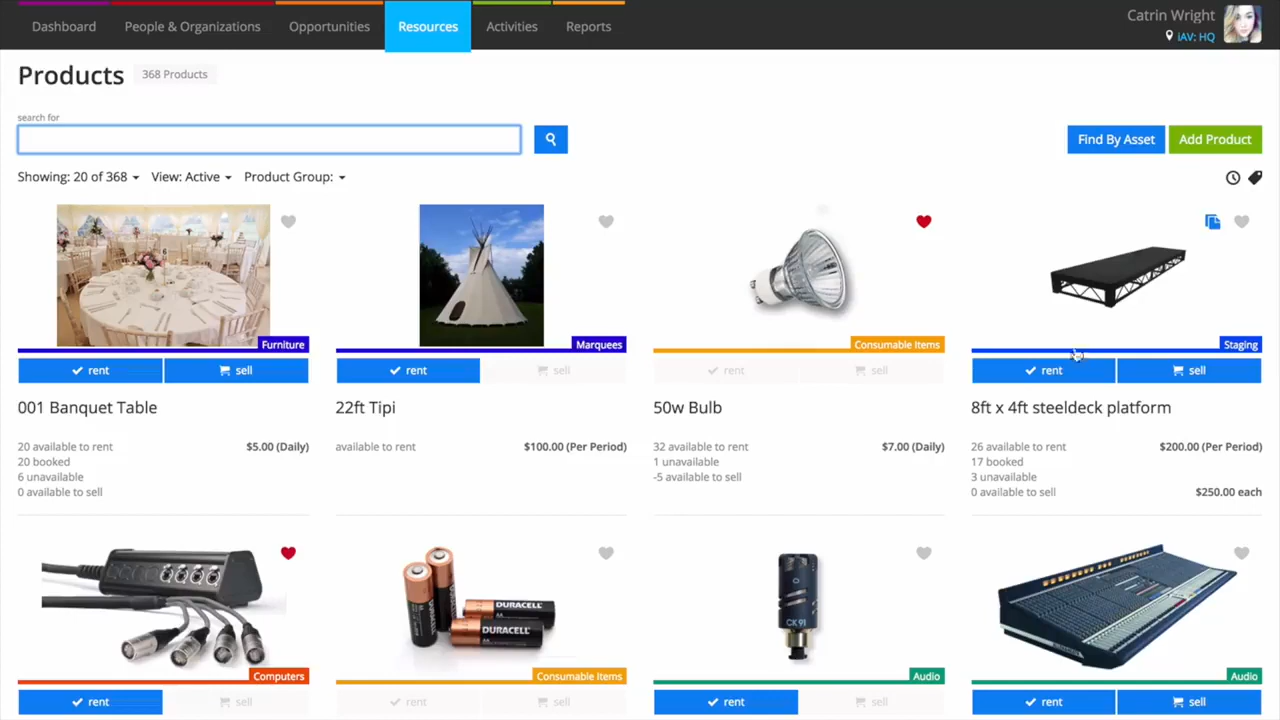 Dashboard People & Organizations Opportunities Resources Activities Reports
Catrin Wright
iAV: HQ
Products 368 Products
search for
Find By Asset Add Product
Showing: 20 of 368 View: Active Product Group:
Furniture Marquees Consumable Items Staging
rent sell rent sell rent sell rent sell
001 Banquet Table 22ft Tipi 50w Bulb 8ft x 4ft steeldeck platform
20 available to rent $5.00 (Daily) available to rent $100.00 (Per Period) 32 available to rent $7.00 (Daily) 26 available to rent $200.00 (Per Period)
20 booked 1 unavailable 17 booked
6 unavailable -5 available to sell 3 unavailable
0 available to sell 0 available to sell $250.00 each
DURACELL
DURACELL
CK 91
Computers Consumable Items Audio Audio
rent sell rent sell rent sell rent sell